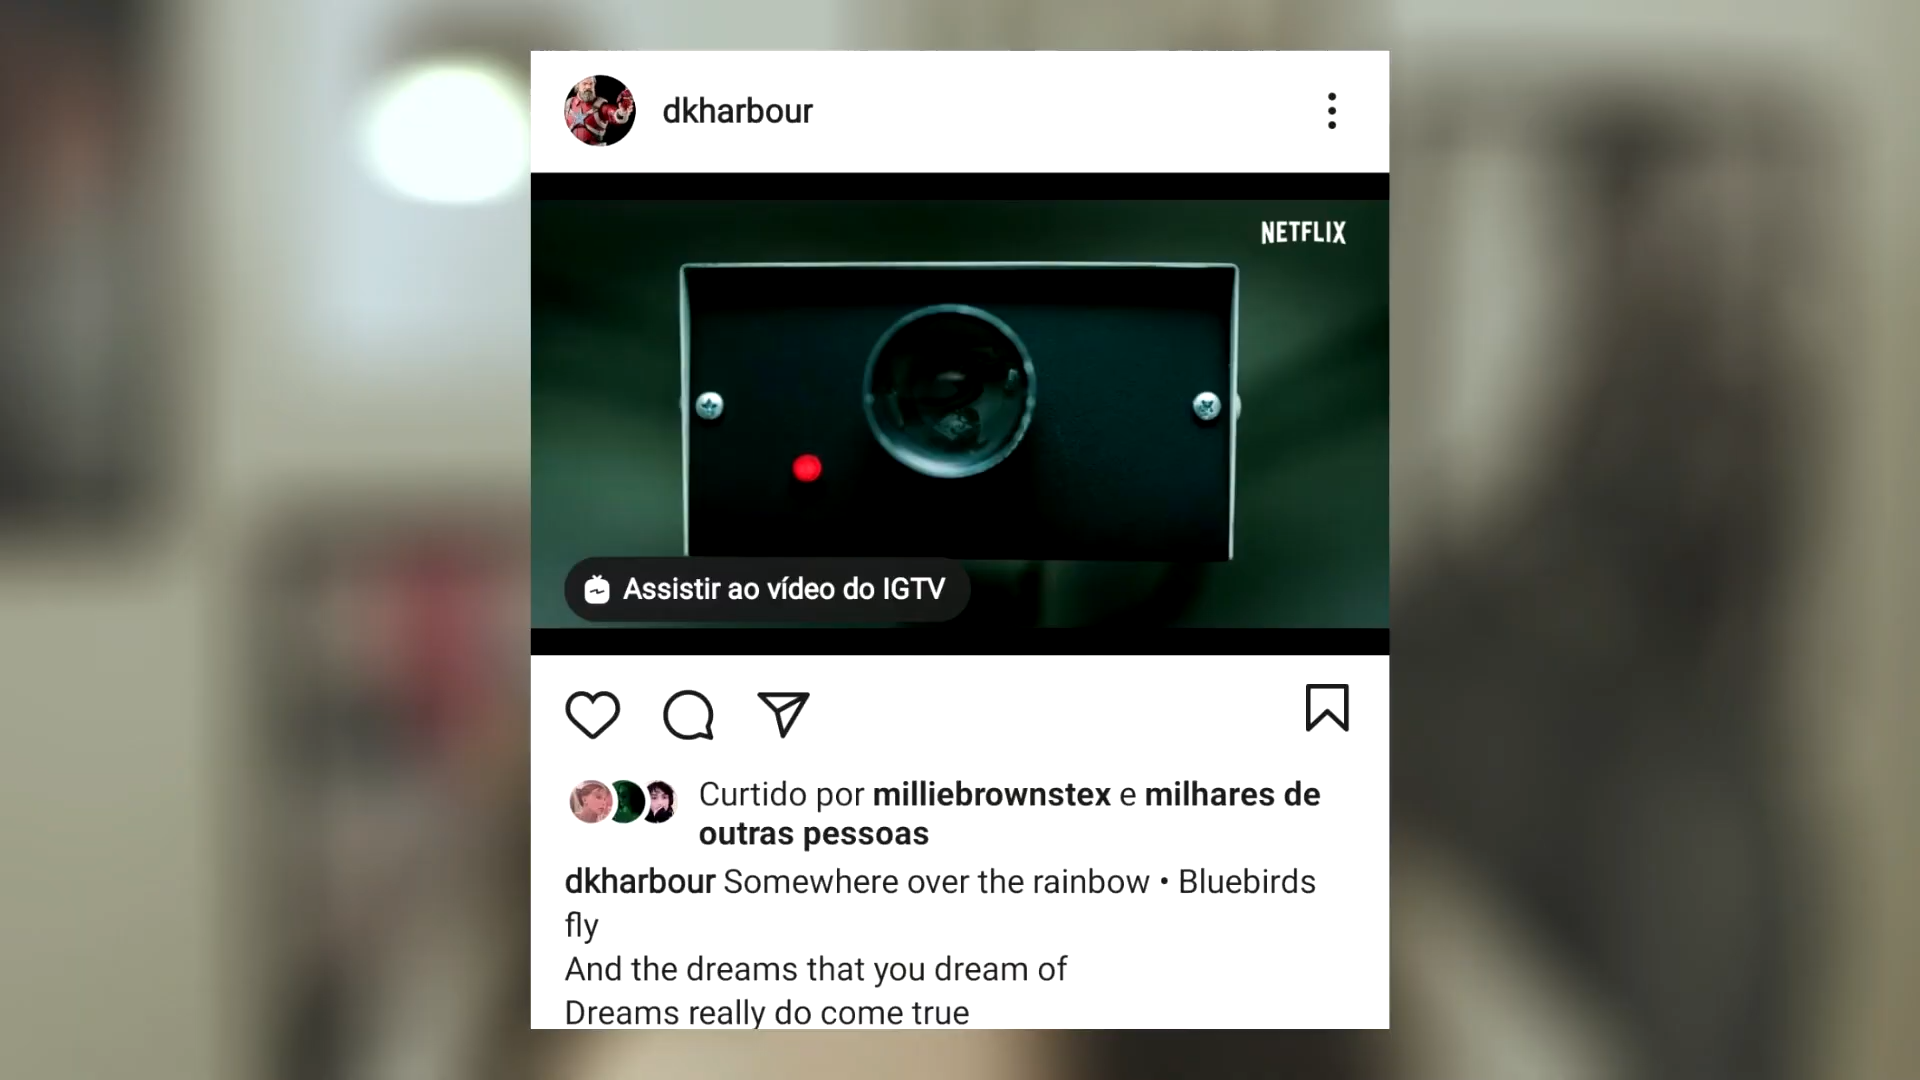 dkharbour
NETFLIX
Assistir ao vídeo do IGTV
Curtido por milliebrownstex e milhares de
outras pessoas
dkharbour Somewhere over the rainbow • Bluebirds
fly
And the dreams that you dream of
Dreams really do come true